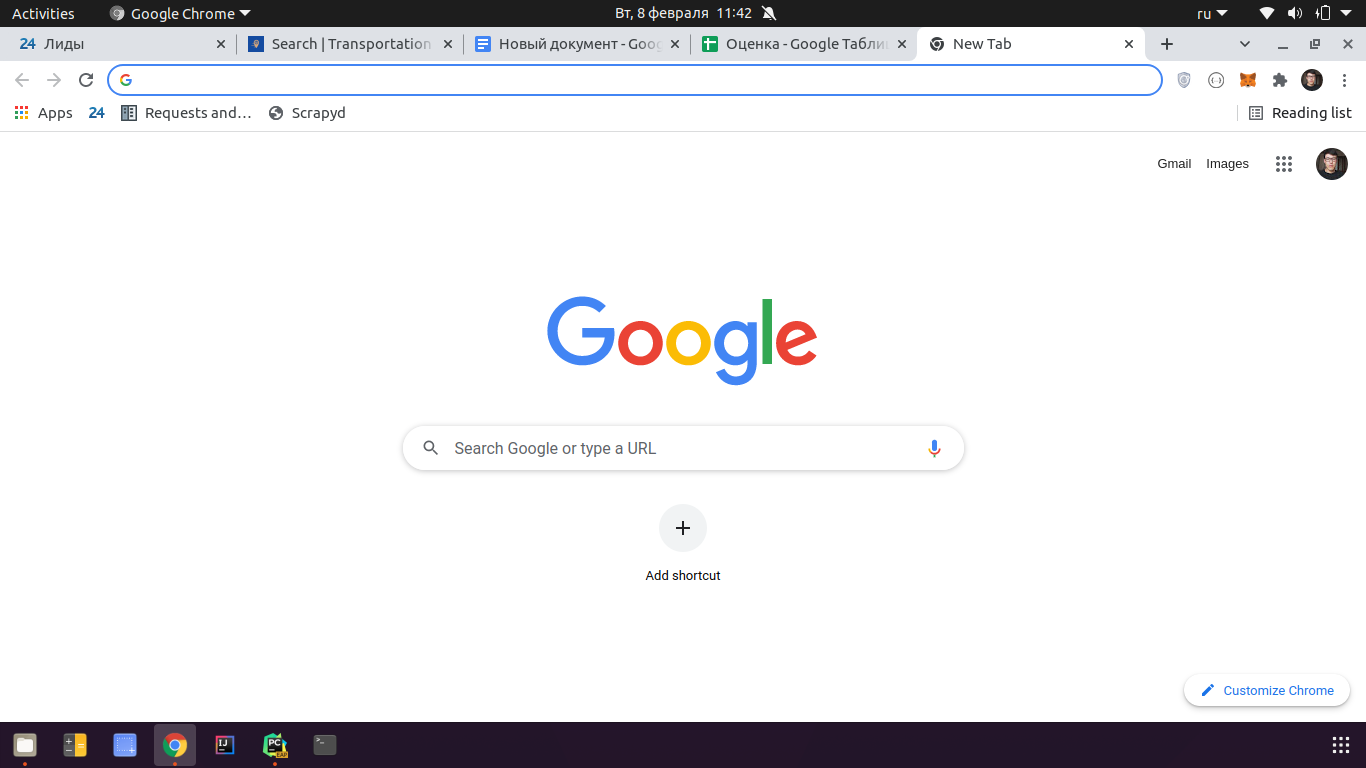 Activities Google Chrome Вт, 8 февраля 11:42 ru
24 Лиды Search | Transportation Новый документ - Goog Оценка - Google Табли New Tab
Apps 24 Requests and... Scrapyd Reading list
Gmail Images
Google
Search Google or type a URL
Add shortcut
Customize Chrome
IJ PC EAP